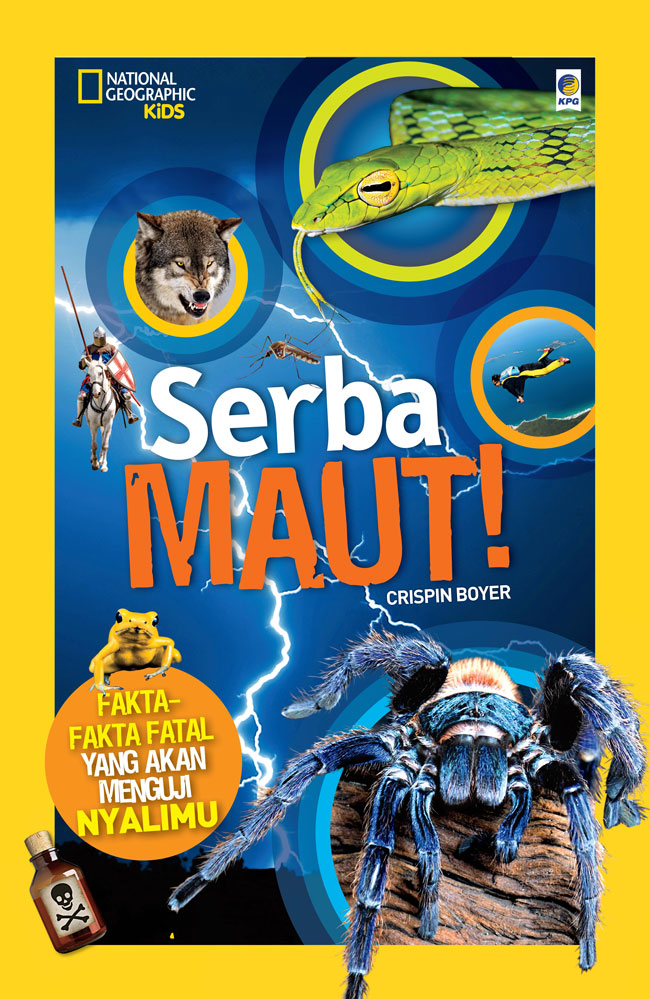 NATIONAL
GEOGRAPHIC
KiDS
KPG
Serba
MAUT!
CRISPIN BOYER
FAKTA-
FAKTA FATAL
YANG AKAN
MENGUJI
NYALIMU